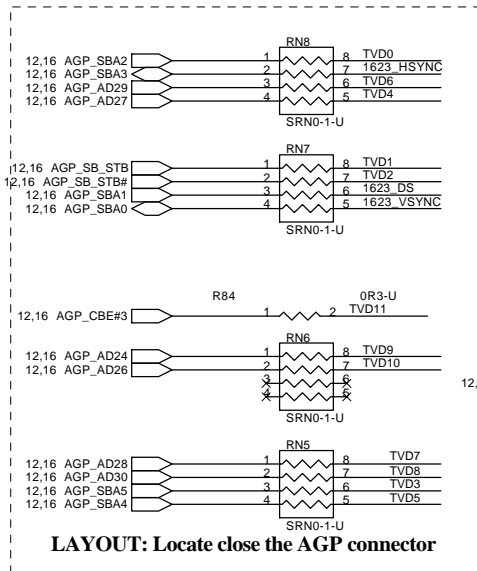 RN8
12,16 AGP_SBA2 1 8 TVD0
12,16 AGP_SBA3 2 7 1623_HSYNC
12,16 AGP_AD29 3 6 TVD6
12,16 AGP_AD27 4 5 TVD4
SRN0-1-U
RN7
12,16 AGP_SB_STB 1 8 TVD1
12,16 AGP_SB_STB# 2 7 TVD2
12,16 AGP_SBA1 3 6 1623_DS
12,16 AGP_SBA0 4 5 1623_VSYNC
SRN0-1-U
R84 0R3-U
12,16 AGP_CBE#3 1 2 TVD11
RN6
12,16 AGP_AD24 1 8 TVD9
12,16 AGP_AD26 2 7 TVD10
3 6 12,
4 5
SRN0-1-U
RN5
12,16 AGP_AD28 1 8 TVD7
12,16 AGP_AD30 2 7 TVD8
12,16 AGP_SBA5 3 6 TVD3
12,16 AGP_SBA4 4 5 TVD5
SRN0-1-U
LAYOUT: Locate close the AGP connector